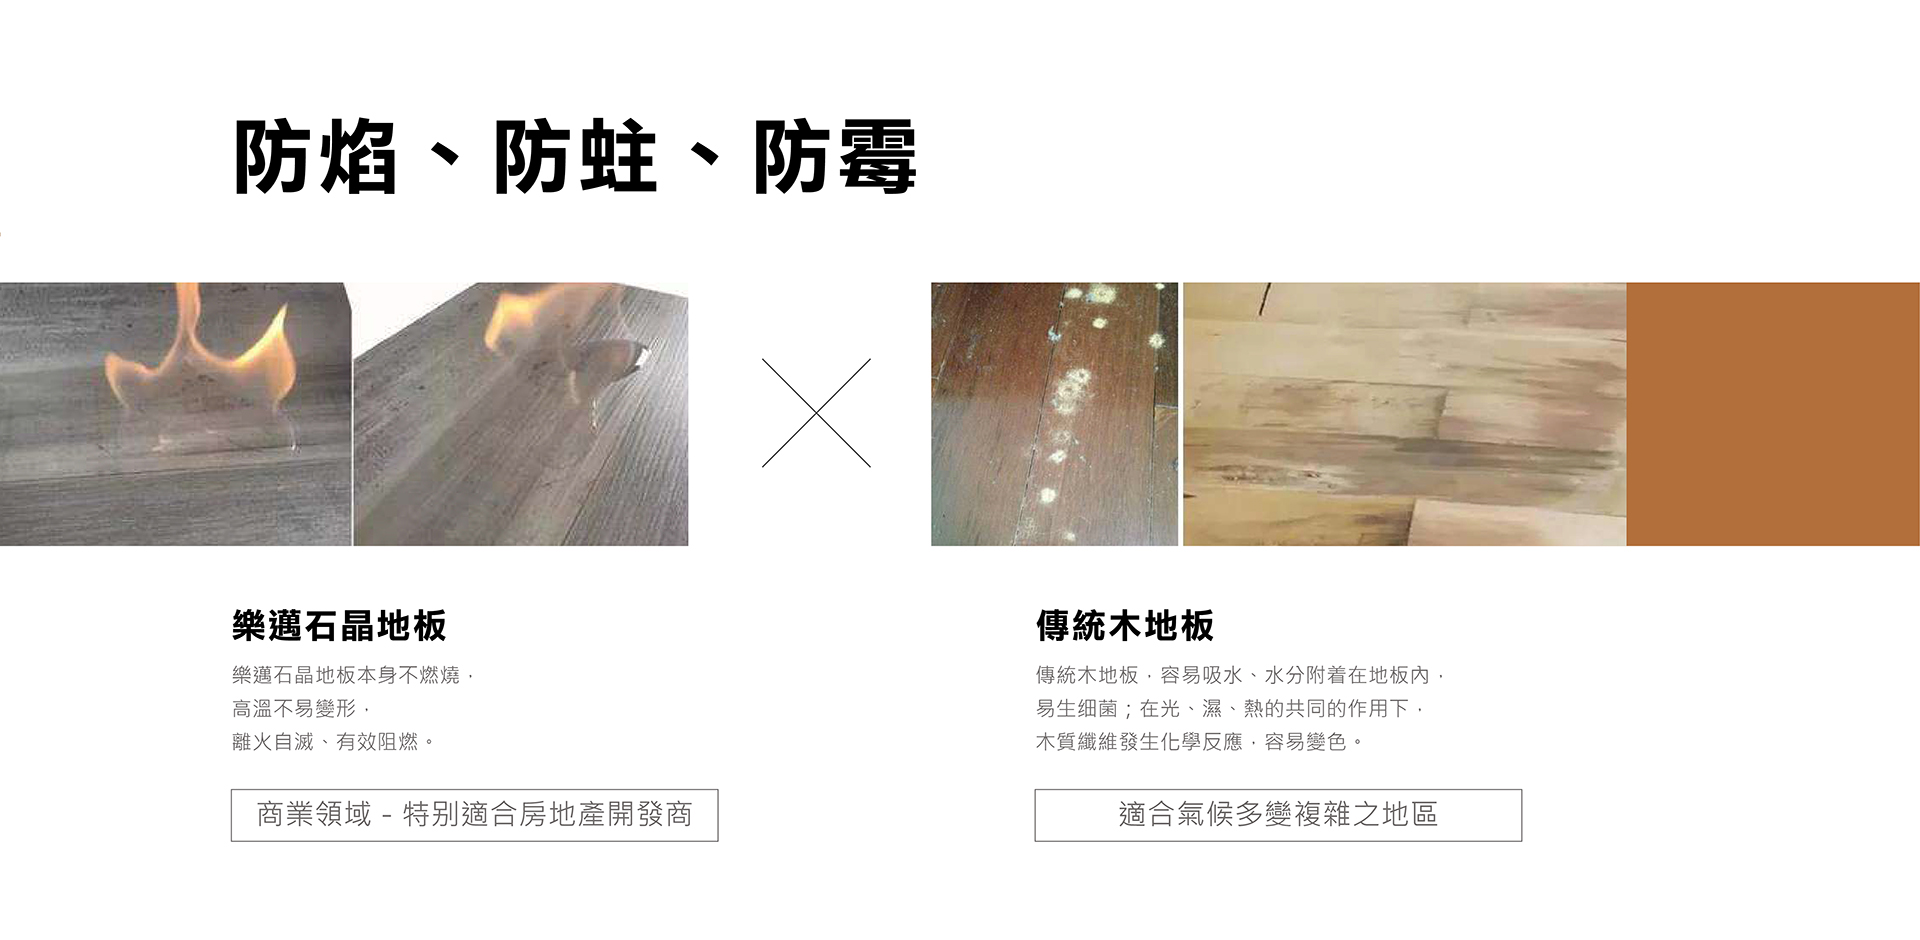 防焰、防蛀、防霉
樂邁石晶地板
樂邁石晶地板本身不燃燒，
高溫不易變形，
離火自滅、有效阻燃。
商業領域 - 特別適合房地產開發商
傳統木地板
傳統木地板，容易吸水、水分附着在地板內，
易生细菌；在光、濕、熱的共同的作用下，
木質纖維發生化學反應，容易變色。
適合氣候多變複雜之地區